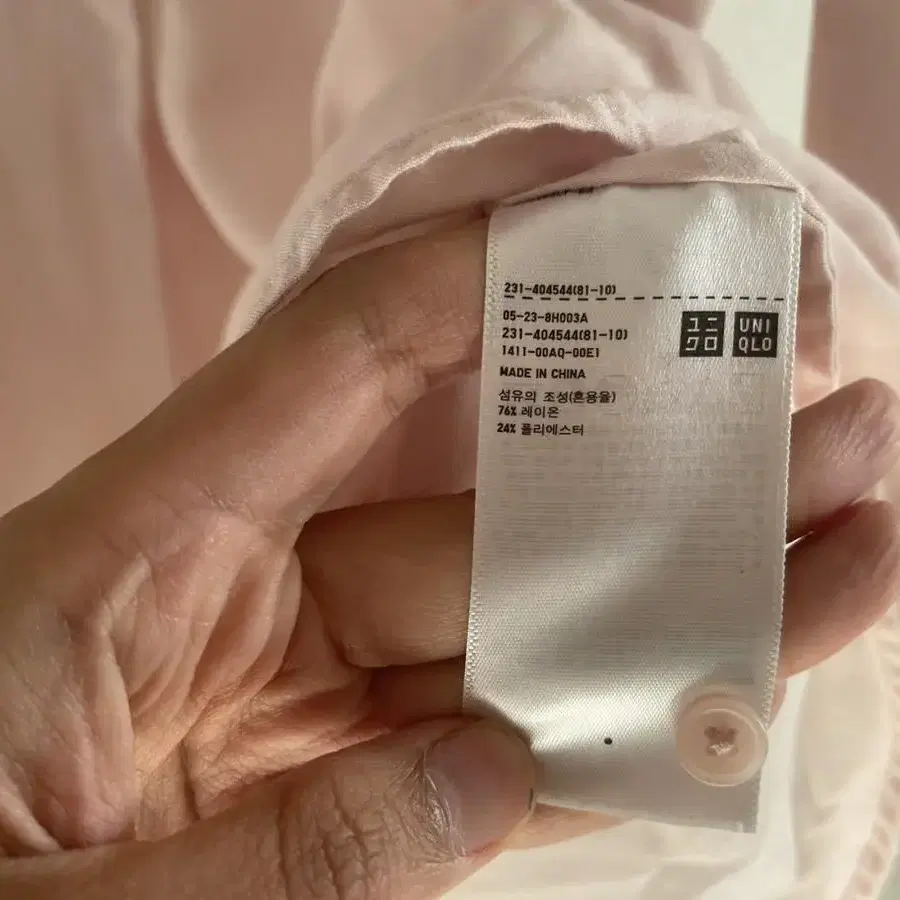 231-404544(81-10)
05-23-8H003A
231-404544(81-10)
1411-00AQ-00E1
MADE IN CHINA
섬유의 조성(혼용율)
76% 레이온
24% 폴리에스터
ユニ
クロ
UNI
QLO